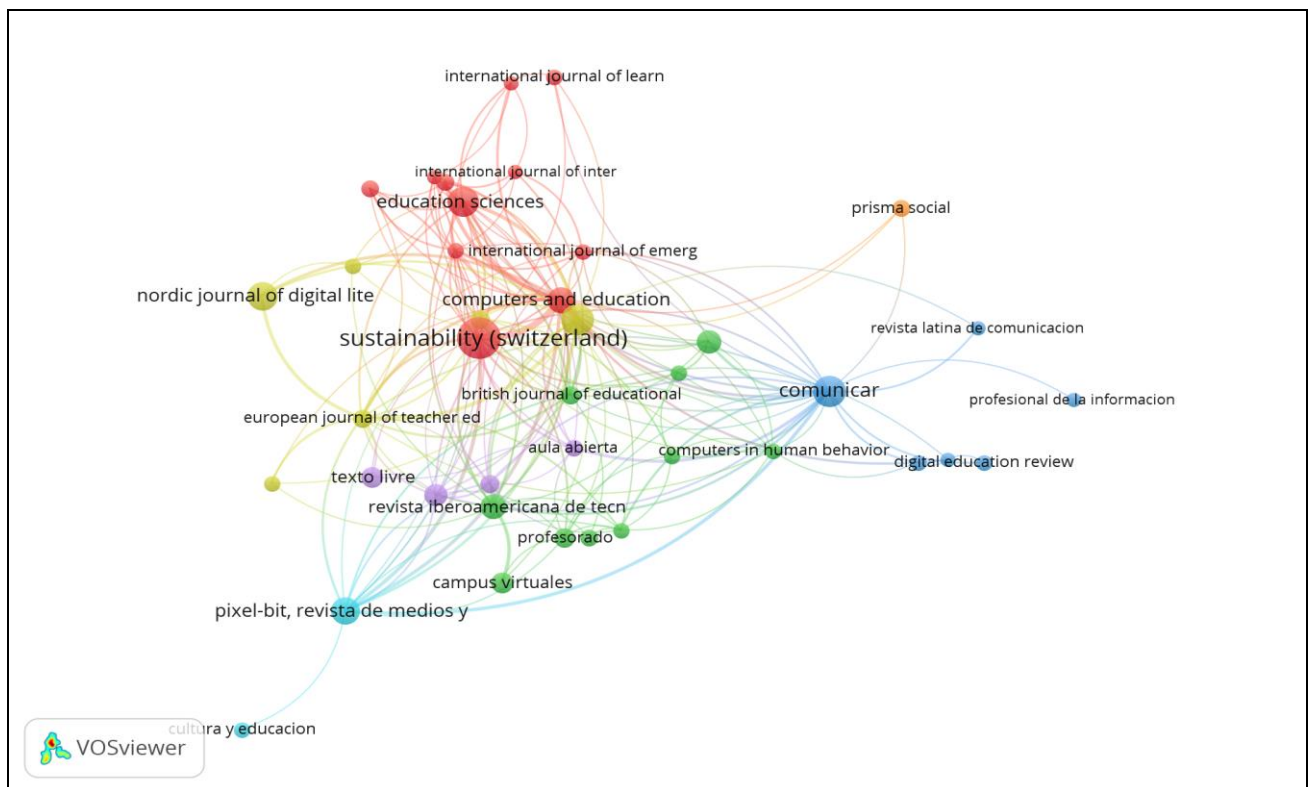 international journal of learn
international journal of inter
education sciences
prisma social
international journal of emerg
nordic journal of digital lite
computers and education
revista latina de comunicacion
sustainability (switzerland)
comunicar
british journal of educational
profesional de la informacion
european journal of teacher ed
aula abierta
computers in human behavior
digital education review
texto livre
revista iberoamericana de tecn
profesorado
campus virtuales
pixel-bit, revista de medios y
cultura y educacion
VOSviewer